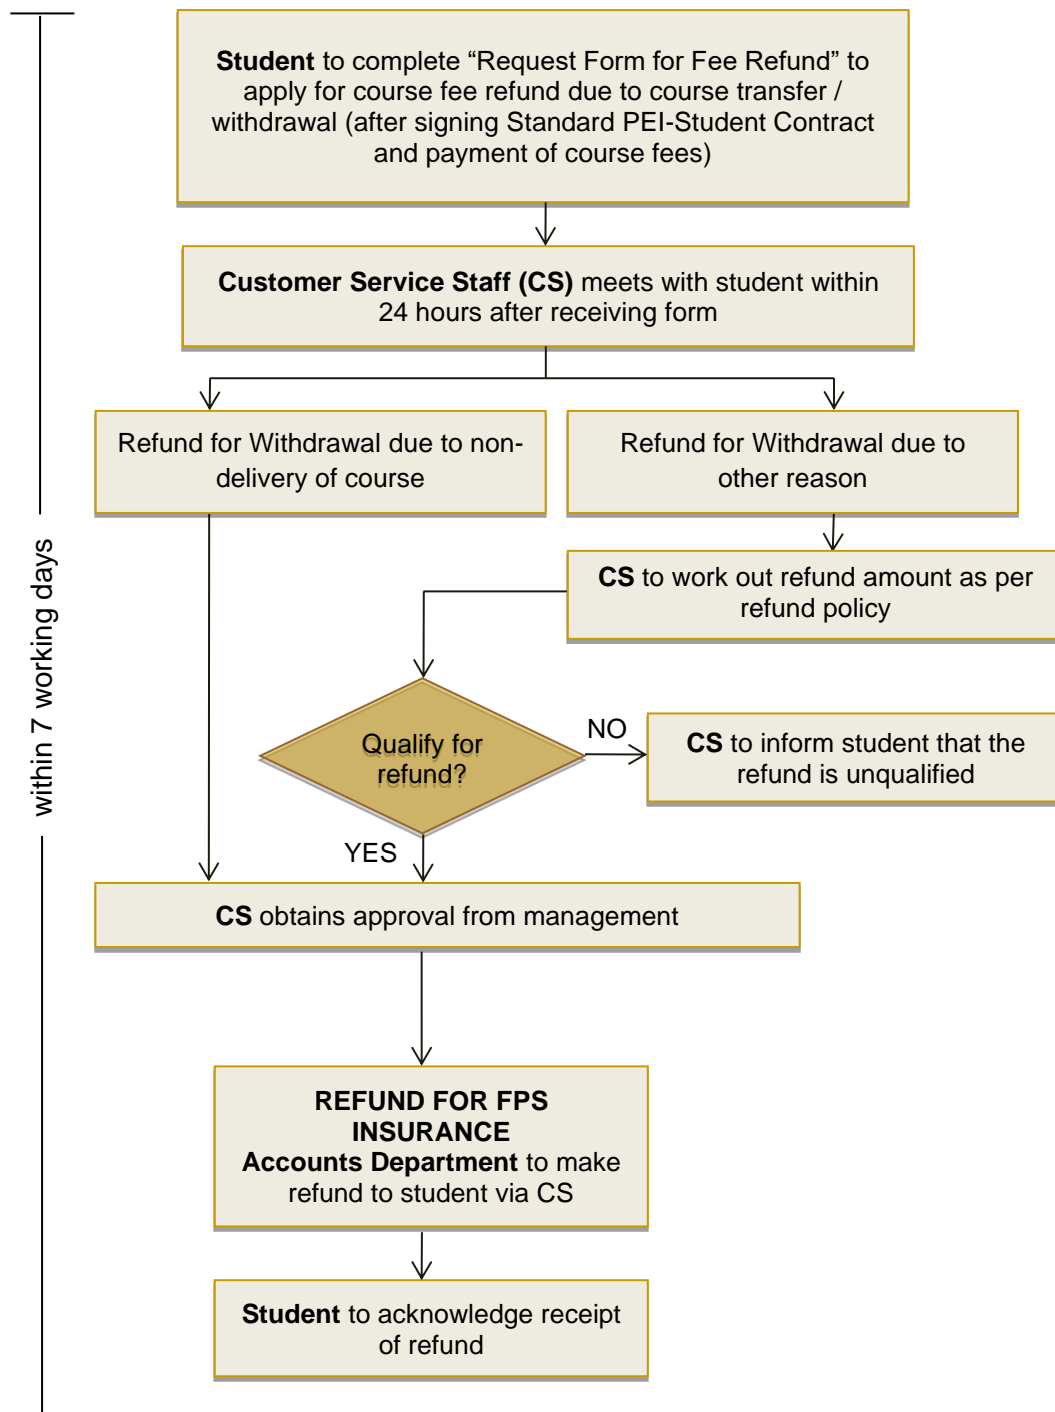 Student to complete “Request Form for Fee Refund” to
apply for course fee refund due to course transfer /
withdrawal (after signing Standard PEI-Student Contract
and payment of course fees)
Customer Service Staff (CS) meets with student within
24 hours after receiving form
Refund for Withdrawal due to non-
delivery of course
Refund for Withdrawal due to
other reason
within 7 working days
CS to work out refund amount as per
refund policy
Qualify for
refund?
NO
CS to inform student that the
refund is unqualified
YES
CS obtains approval from management
REFUND FOR FPS
INSURANCE
Accounts Department to make
refund to student via CS
Student to acknowledge receipt
of refund